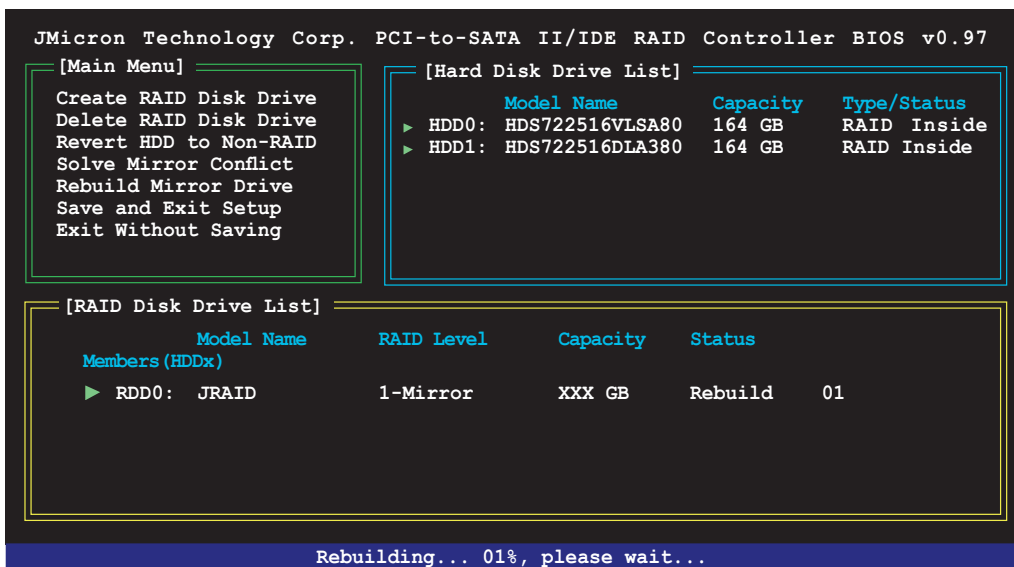 JMicron Technology Corp. PCI-to-SATA II/IDE RAID Controller BIOS v0.97
[Main Menu]
Create RAID Disk Drive
Delete RAID Disk Drive
Revert HDD to Non-RAID
Solve Mirror Conflict
Rebuild Mirror Drive
Save and Exit Setup
Exit Without Saving
[Hard Disk Drive List]
Model Name Capacity Type/Status
HDD0: HDS722516VLSA80 164 GB RAID Inside
HDD1: HDS722516DLA380 164 GB RAID Inside
[RAID Disk Drive List]
Model Name RAID Level Capacity Status
Members(HDDx)
RDD0: JRAID 1-Mirror XXX GB Rebuild 01
Rebuilding... 01%, please wait...